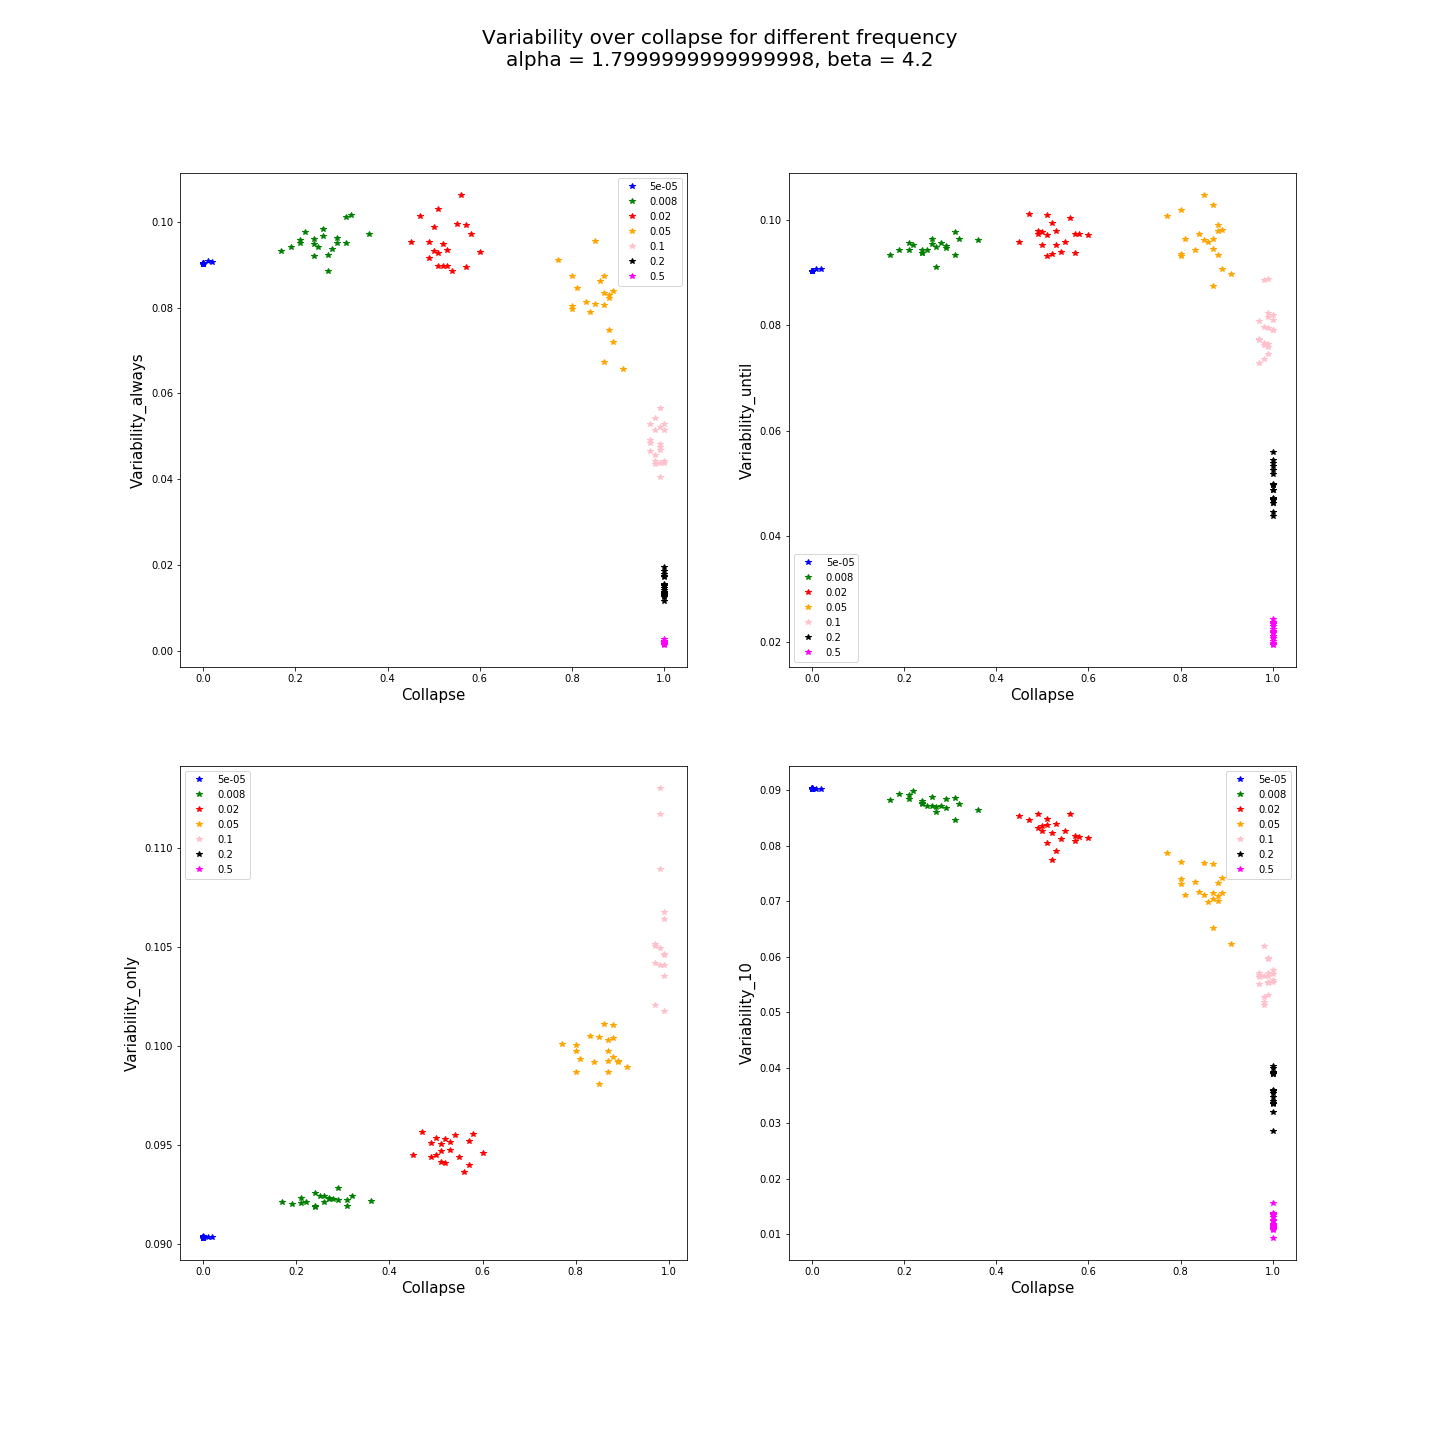 Variability over collapse for different frequency
alpha = 1.7999999999999998, beta = 4.2
5e-05
0.008
0.02
0.05
0.1
0.2
0.5
0.10
0.08
0.06
0.04
0.02
0.00
Variability_always
0.0 0.2 0.4 0.6 0.8 1.0
Collapse
0.10
0.08
0.06
0.04
0.02
Variability_until
5e-05
0.008
0.02
0.05
0.1
0.2
0.5
0.0 0.2 0.4 0.6 0.8 1.0
Collapse
5e-05
0.008
0.02
0.05
0.1
0.2
0.5
0.110
0.105
0.100
0.095
0.090
Variability_only
0.0 0.2 0.4 0.6 0.8 1.0
Collapse
5e-05
0.008
0.02
0.05
0.1
0.2
0.5
0.09
0.08
0.07
0.06
0.05
0.04
0.03
0.02
0.01
Variability_10
0.0 0.2 0.4 0.6 0.8 1.0
Collapse